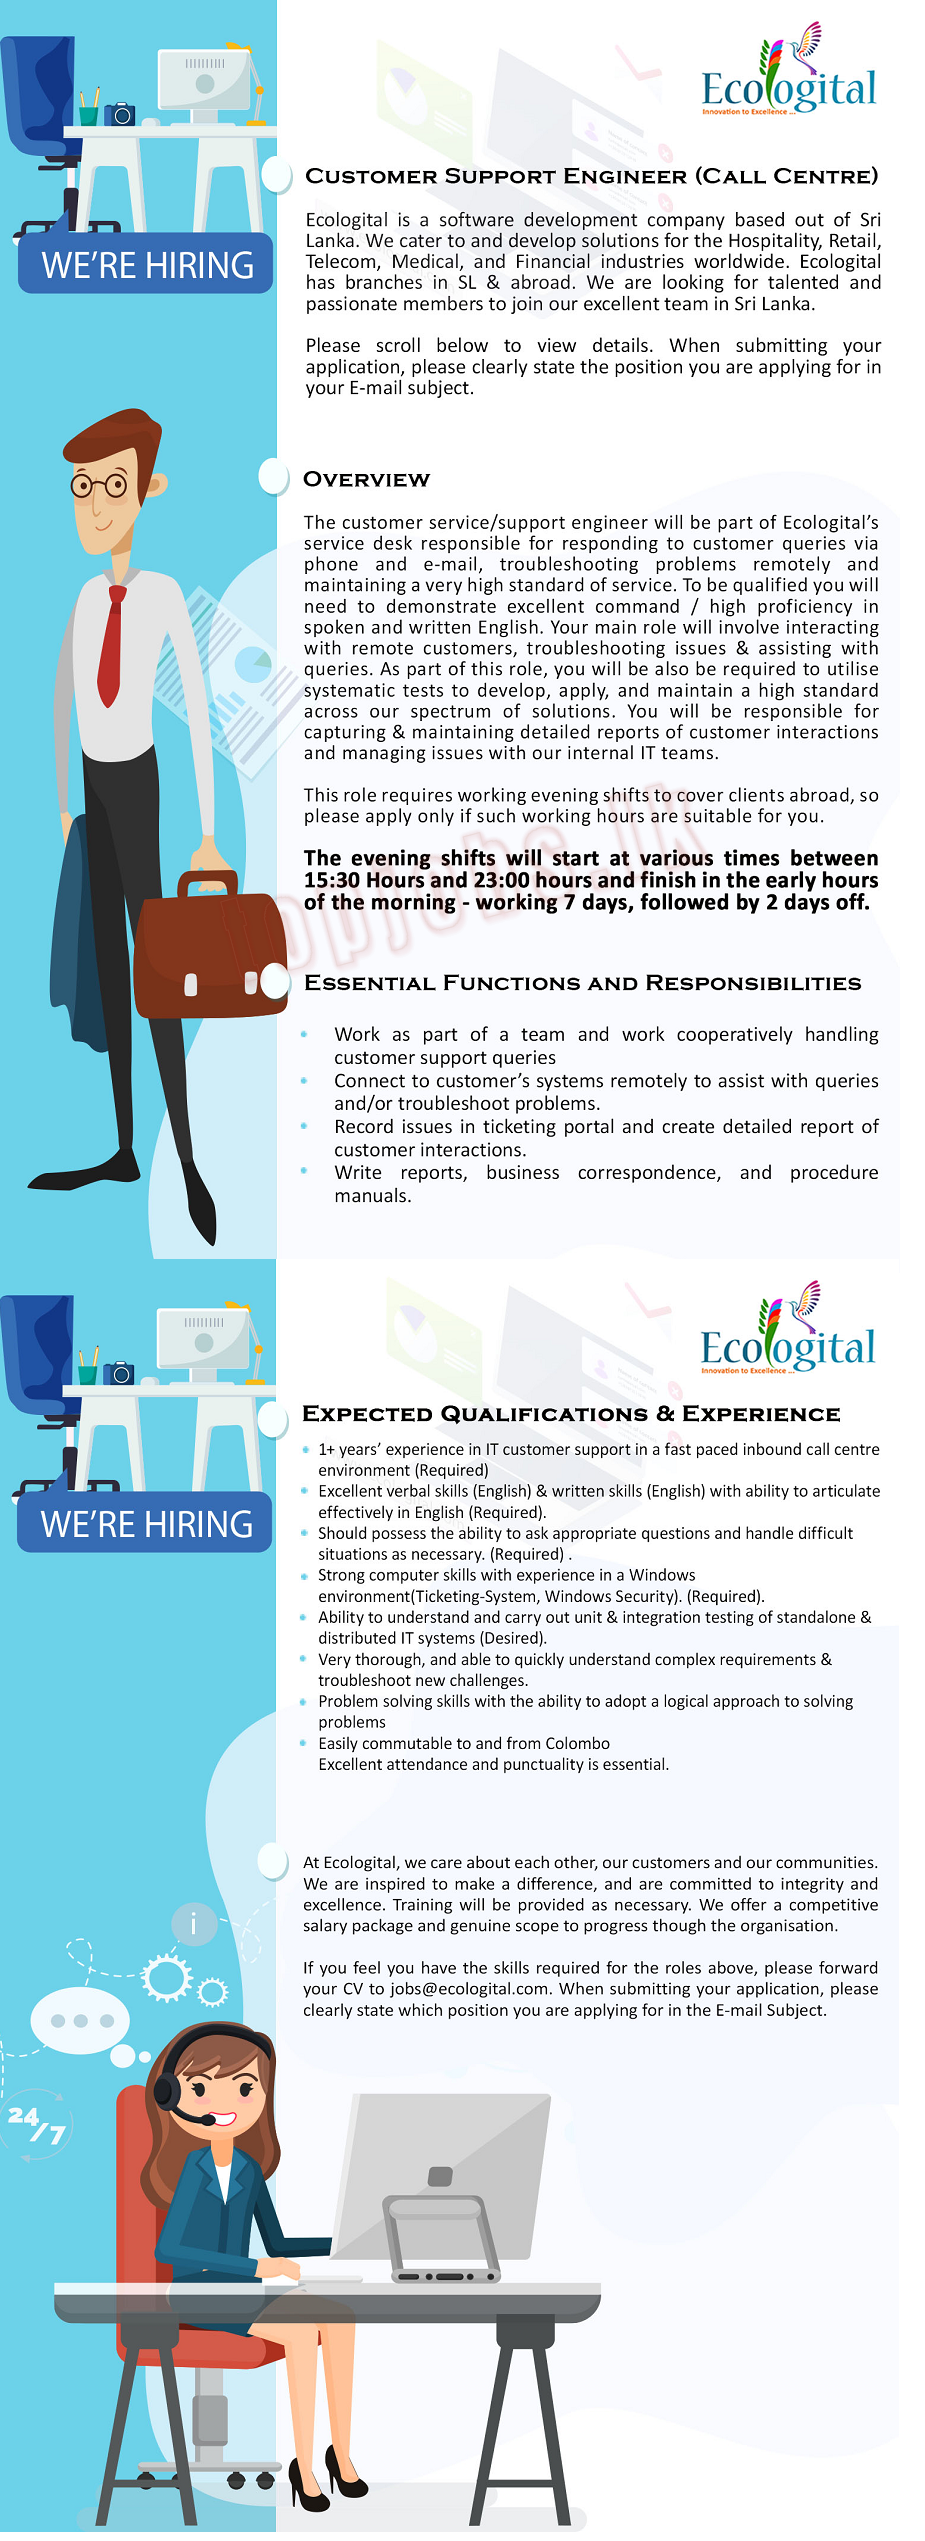 Ecologital
Innovation to Excellence ...
WE'RE HIRING
CUSTOMER SUPPORT ENGINEER (CALL CENTRE)
Ecologital is a software development company based out of Sri
Lanka. We cater to and develop solutions for the Hospitality, Retail,
Telecom, Medical, and Financial industries worldwide. Ecologital
has branches in SL & abroad. We are looking for talented and
passionate members to join our excellent team in Sri Lanka.
Please scroll below to view details. When submitting your
application, please clearly state the position you are applying for in
your E-mail subject.
OVERVIEW
The customer service/support engineer will be part of Ecologital's
service desk responsible for responding to customer queries via
phone and e-mail, troubleshooting problems remotely and
maintaining a very high standard of service. To be qualified you will
need to demonstrate excellent command / high proficiency in
spoken and written English. Your main role will involve interacting
with remote customers, troubleshooting issues & assisting with
queries. As part of this role, you will be also be required to utilise
systematic tests to develop, apply, and maintain a high standard
across our spectrum of solutions. You will be responsible for
capturing & maintaining detailed reports of customer interactions
and managing issues with our internal IT teams.
This role requires working evening shifts to cover clients abroad, so
please apply only if such working hours are suitable for you.
The evening shifts will start at various times between
15:30 Hours and 23:00 hours and finish in the early hours
of the morning - working 7 days, followed by 2 days off.
topjobs.lk
ESSENTIAL FUNCTIONS AND RESPONSIBILITIES
Work as part of a team and work cooperatively handling
customer support queries
Connect to customer's systems remotely to assist with queries
and/or troubleshoot problems.
Record issues in ticketing portal and create detailed report of
customer interactions.
Write reports, business correspondence, and procedure
manuals.
Ecologital
Innovation to Excellence ...
WE'RE HIRING
EXPECTED QUALIFICATIONS & EXPERIENCE
1+ years' experience in IT customer support in a fast paced inbound call centre
environment (Required)
Excellent verbal skills (English) & written skills (English) with ability to articulate
effectively in English (Required).
Should possess the ability to ask appropriate questions and handle difficult
situations as necessary. (Required) .
Strong computer skills with experience in a Windows
environment(Ticketing-System, Windows Security). (Required).
Ability to understand and carry out unit & integration testing of standalone &
distributed IT systems (Desired).
Very thorough, and able to quickly understand complex requirements &
troubleshoot new challenges.
Problem solving skills with the ability to adopt a logical approach to solving
problems
Easily commutable to and from Colombo
Excellent attendance and punctuality is essential.
At Ecologital, we care about each other, our customers and our communities.
We are inspired to make a difference, and are committed to integrity and
excellence. Training will be provided as necessary. We offer a competitive
salary package and genuine scope to progress though the organisation.
If you feel you have the skills required for the roles above, please forward
your CV to jobs@ecologital.com. When submitting your application, please
clearly state which position you are applying for in the E-mail Subject.
i
24/7